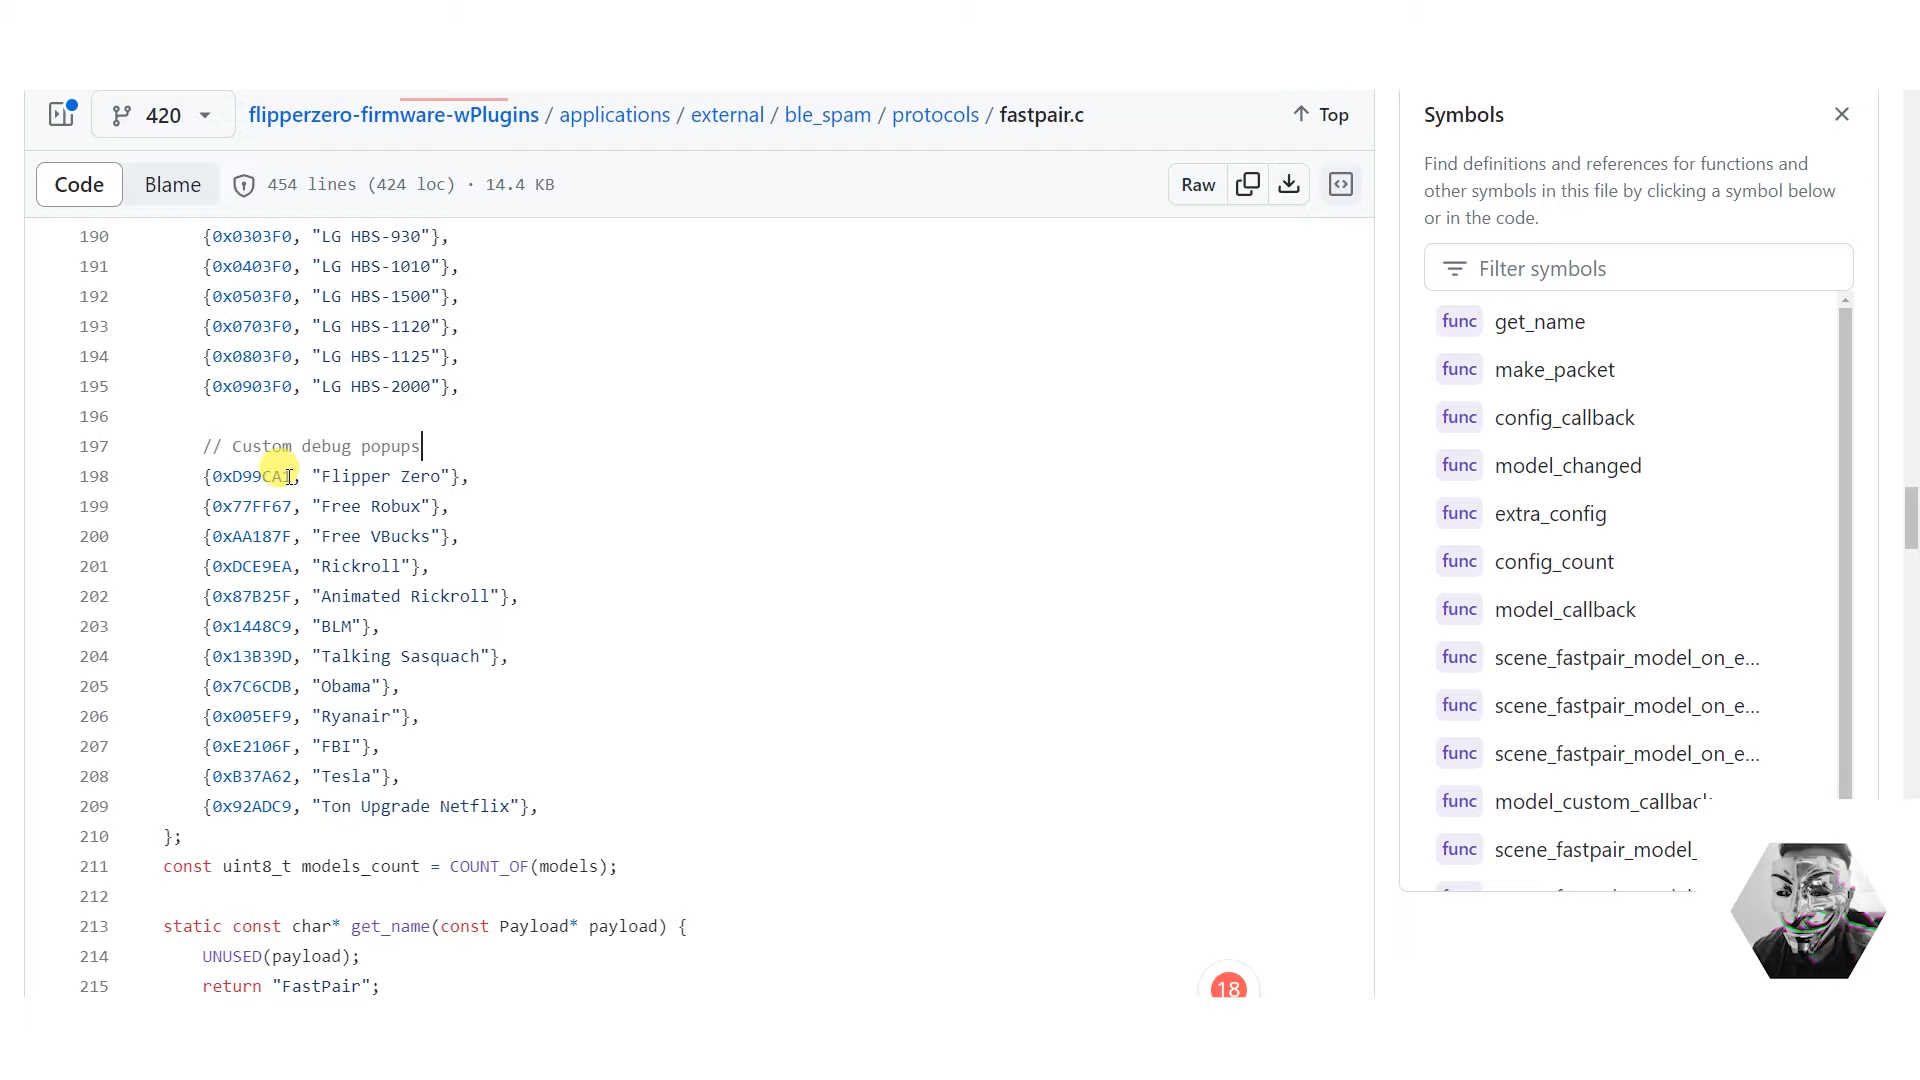 420
flipperzero-firmware-wPlugins / applications / external / ble_spam / protocols / fastpair.c
Top
Code
Blame
454 lines (424 loc) · 14.4 KB
Raw
190 {0x0303F0, "LG HBS-930"},
191 {0x0403F0, "LG HBS-1010"},
192 {0x0503F0, "LG HBS-1500"},
193 {0x0703F0, "LG HBS-1120"},
194 {0x0803F0, "LG HBS-1125"},
195 {0x0903F0, "LG HBS-2000"},
196
197 // Custom debug popups
198 {0xD99CA1, "Flipper Zero"},
199 {0x77FF67, "Free Robux"},
200 {0xAA187F, "Free VBucks"},
201 {0xDCE9EA, "Rickroll"},
202 {0x87B25F, "Animated Rickroll"},
203 {0x1448C9, "BLM"},
204 {0x13B39D, "Talking Sasquach"},
205 {0x7C6CDB, "Obama"},
206 {0x005EF9, "Ryanair"},
207 {0xE2106F, "FBI"},
208 {0xB37A62, "Tesla"},
209 {0x92ADC9, "Ton Upgrade Netflix"},
210 };
211 const uint8_t models_count = COUNT_OF(models);
212
213 static const char* get_name(const Payload* payload) {
214 UNUSED(payload);
215 return "FastPair";
18
Symbols
Find definitions and references for functions and
other symbols in this file by clicking a symbol below
or in the code.
Filter symbols
func get_name
func make_packet
func config_callback
func model_changed
func extra_config
func config_count
func model_callback
func scene_fastpair_model_on_e...
func scene_fastpair_model_on_e...
func scene_fastpair_model_on_e...
func model_custom_callback
func scene_fastpair_model_